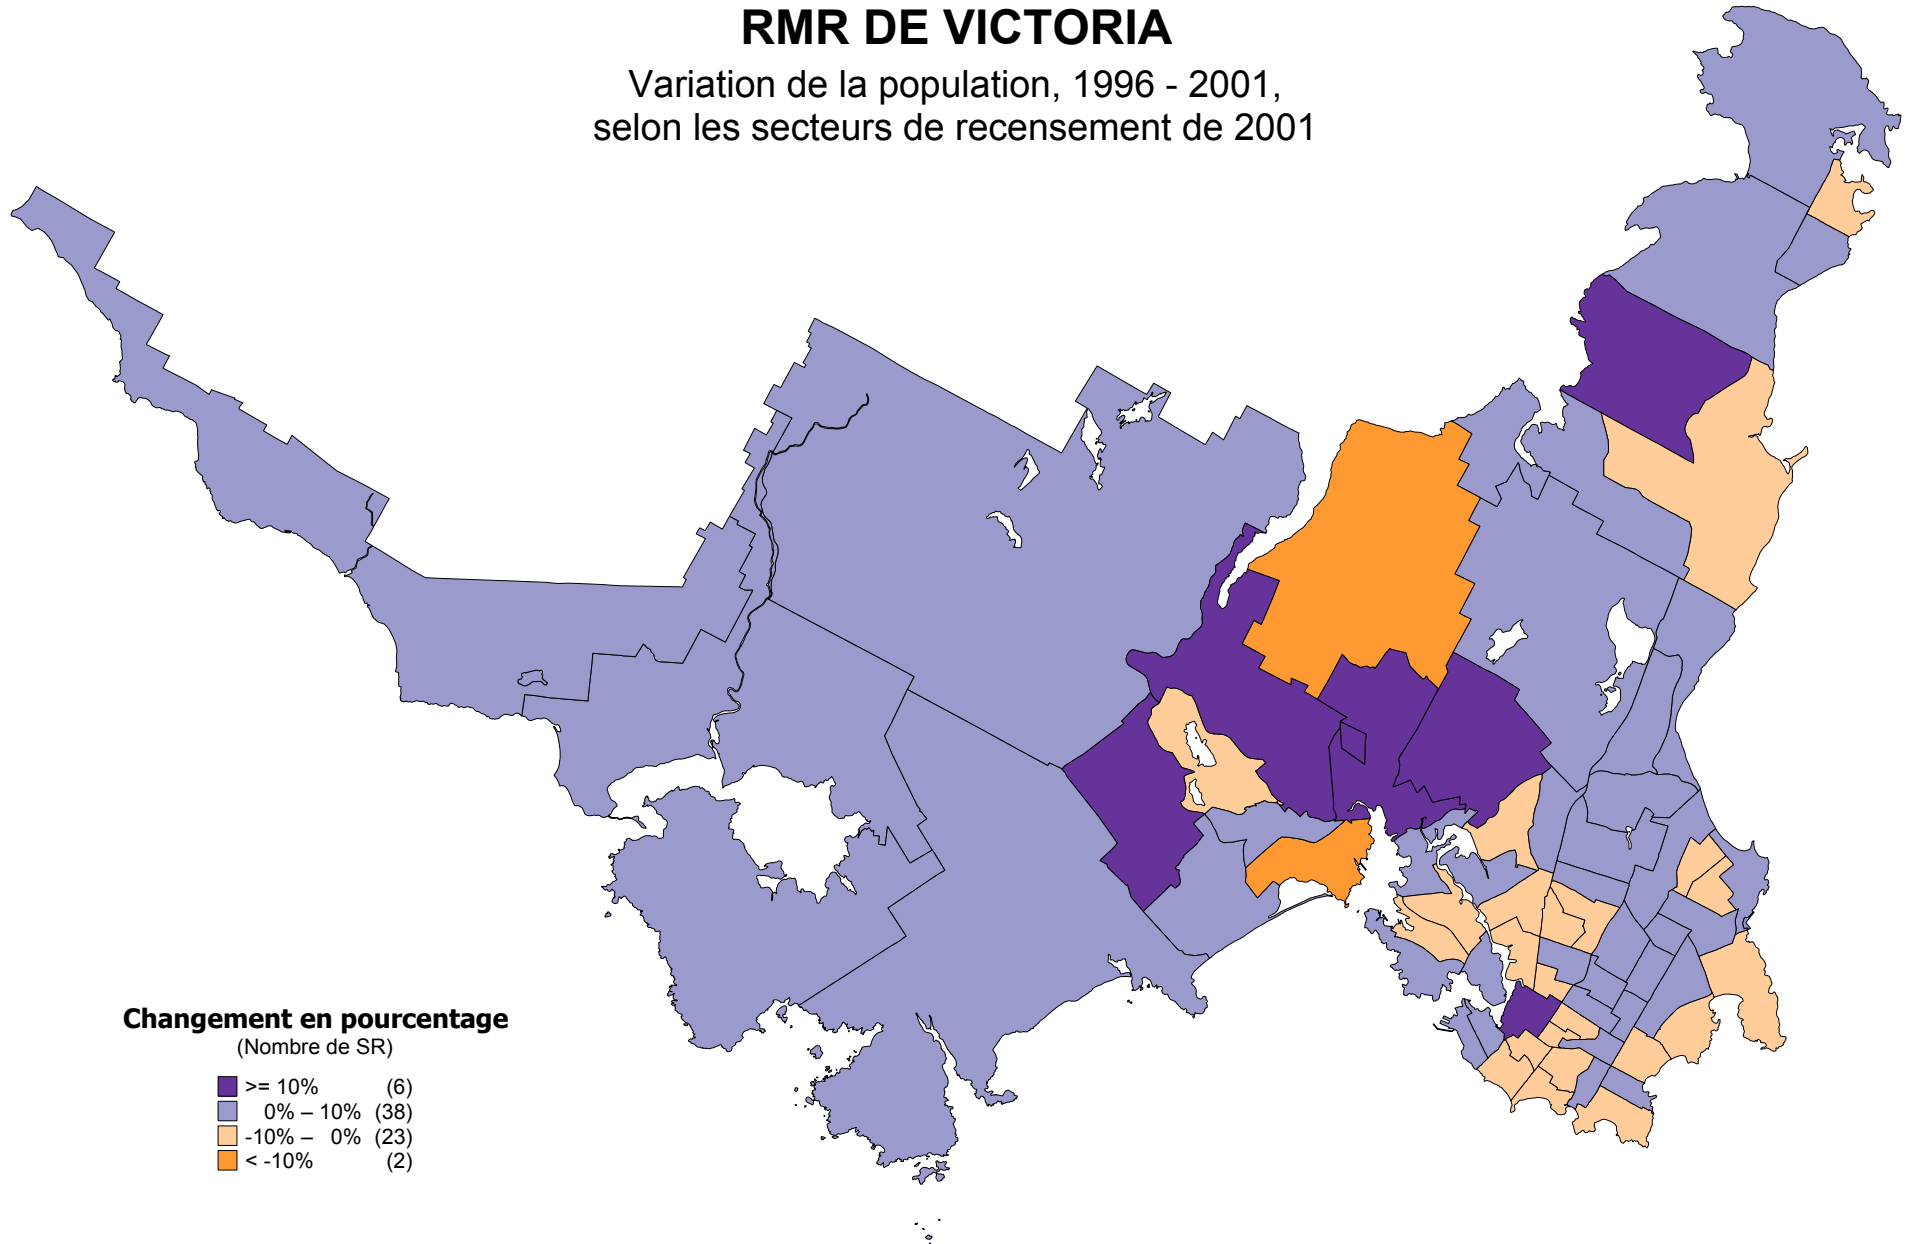 RMR DE VICTORIA
Variation de la population, 1996 - 2001,
selon les secteurs de recensement de 2001
Changement en pourcentage
(Nombre de SR)
>= 10% (6)
0% – 10% (38)
-10% – 0% (23)
< -10% (2)